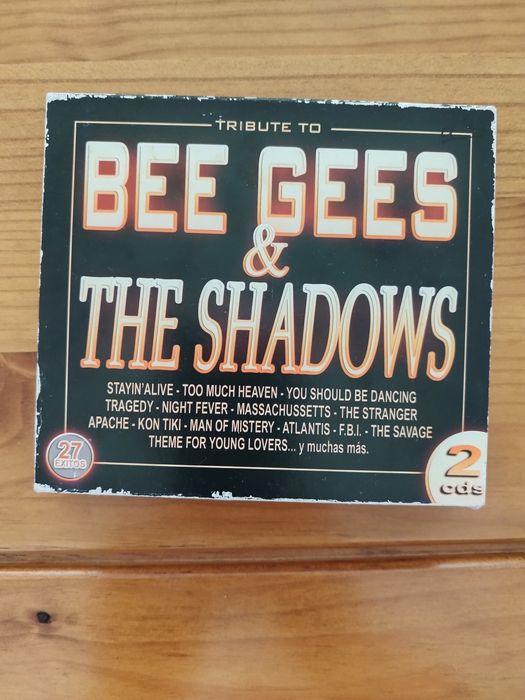 TRIBUTE TO
BEE GEES
&
THE SHADOWS
STAYIN'ALIVE - TOO MUCH HEAVEN - YOU SHOULD BE DANCING
TRAGEDY - NIGHT FEVER - MASSACHUSSETTS - THE STRANGER
APACHE - KON TIKI - MAN OF MISTERY - ATLANTIS - F.B.I. - THE SAVAGE
THEME FOR YOUNG LOVERS... y muchas más.
27
EXITOS
2
cds